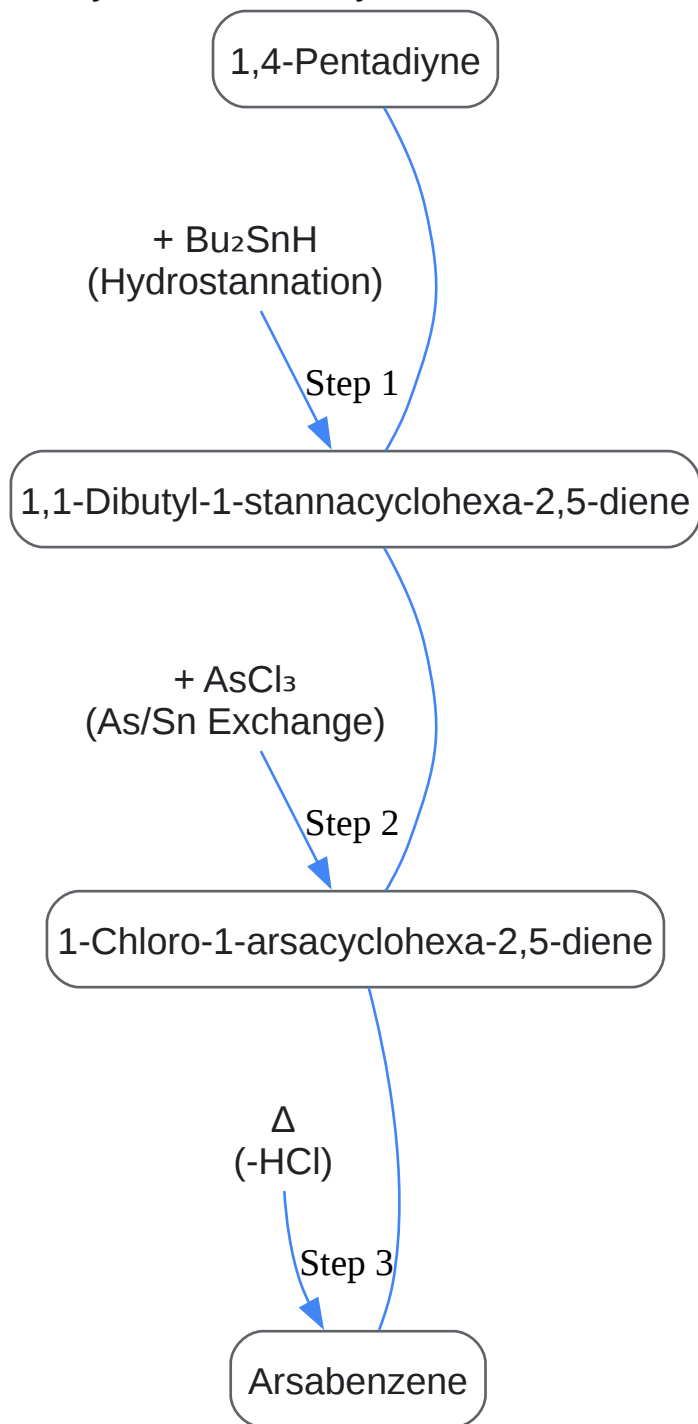 1,4-Pentadiyne
+ Bu₂SnH
(Hydrostannation)
Step 1
1,1-Dibutyl-1-stannacyclohexa-2,5-diene
+ AsCl₃
(As/Sn Exchange)
Step 2
1-Chloro-1-arsacyclohexa-2,5-diene
Δ
(-HCl)
Step 3
Arsabenzene